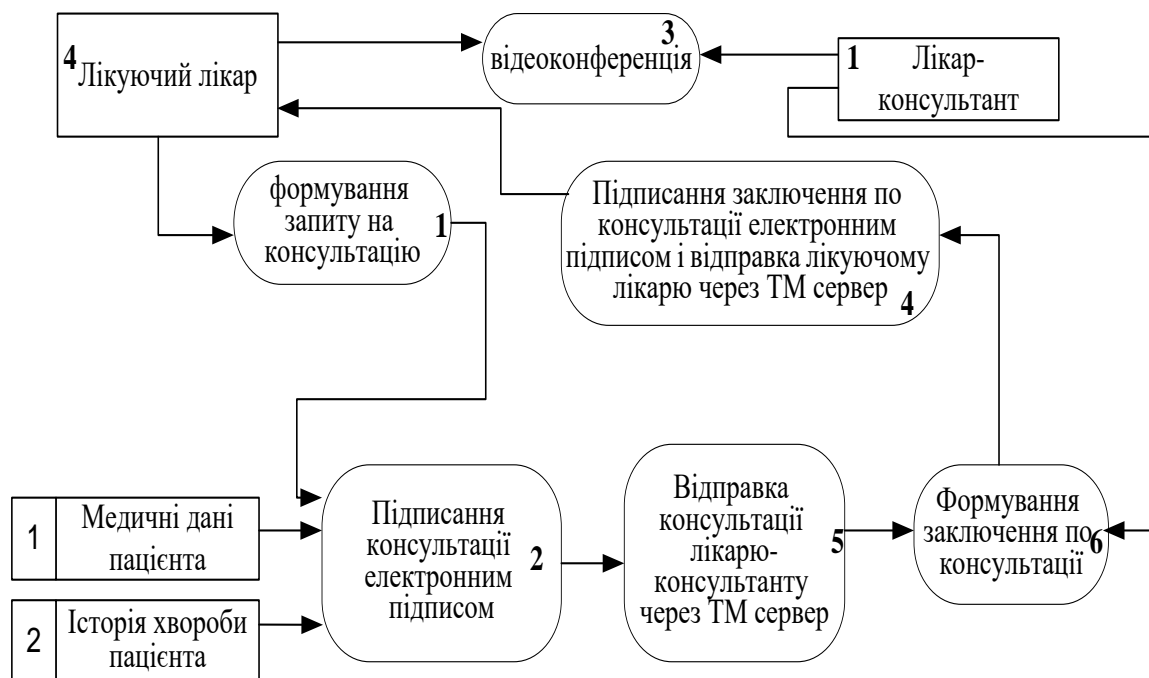 4
Лікуючий лікар
3
відеоконференція
1
Лікар-
консультант
формування
запиту на
консультацію
1
Підписання заключення по
консультації електронним
підписом і відправка лікуючому
лікарю через ТМ сервер
4
1
Медичні дані
пацієнта
2
Історія хвороби
пацієнта
Підписання
консультації
електронним
підписом
2
Відправка
консультації
лікарю-
консультанту
через ТМ сервер
5
Формування
заключення по
консультації
6